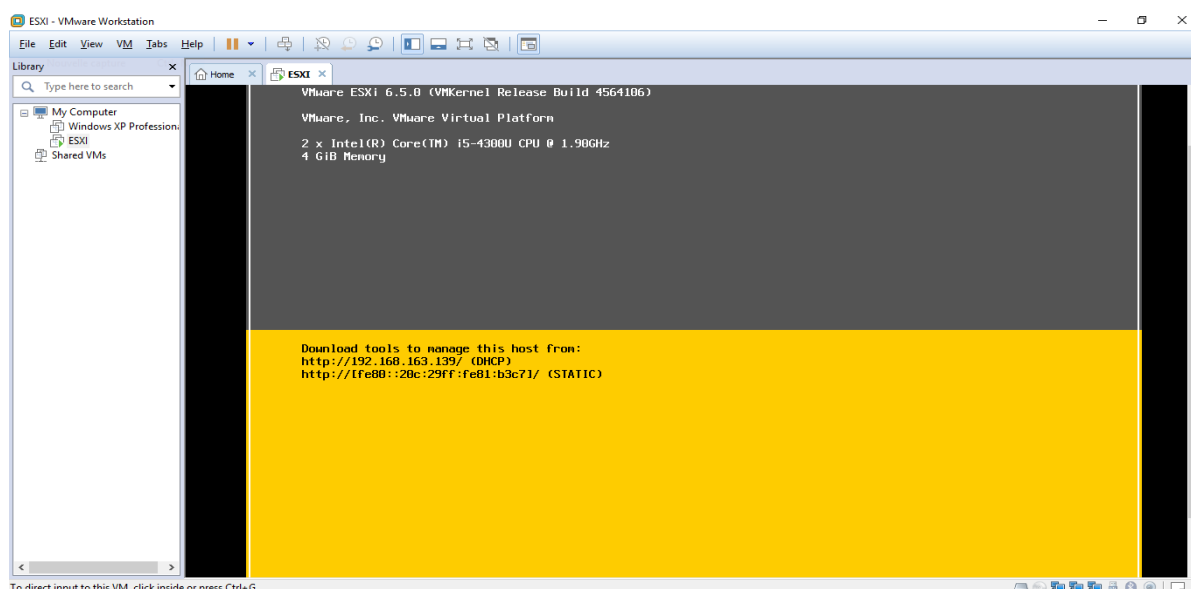 ESXI - VMware Workstation
File Edit View VM Tabs Help
Library
Type here to search
My Computer
Windows XP Profession
ESXI
Shared VMs
Home
ESXI
VMware ESXi 6.5.0 (VMKernel Release Build 4564106)
VMware, Inc. VMware Virtual Platform
2 x Intel(R) Core(TM) i5-4300U CPU @ 1.90GHz
4 GiB Memory
Download tools to manage this host from:
http://192.168.163.139/ (DHCP)
http://[fe80::20c:29ff:fe81:b3c7]/ (STATIC)
To direct input to this VM, click inside or press Ctrl+G.